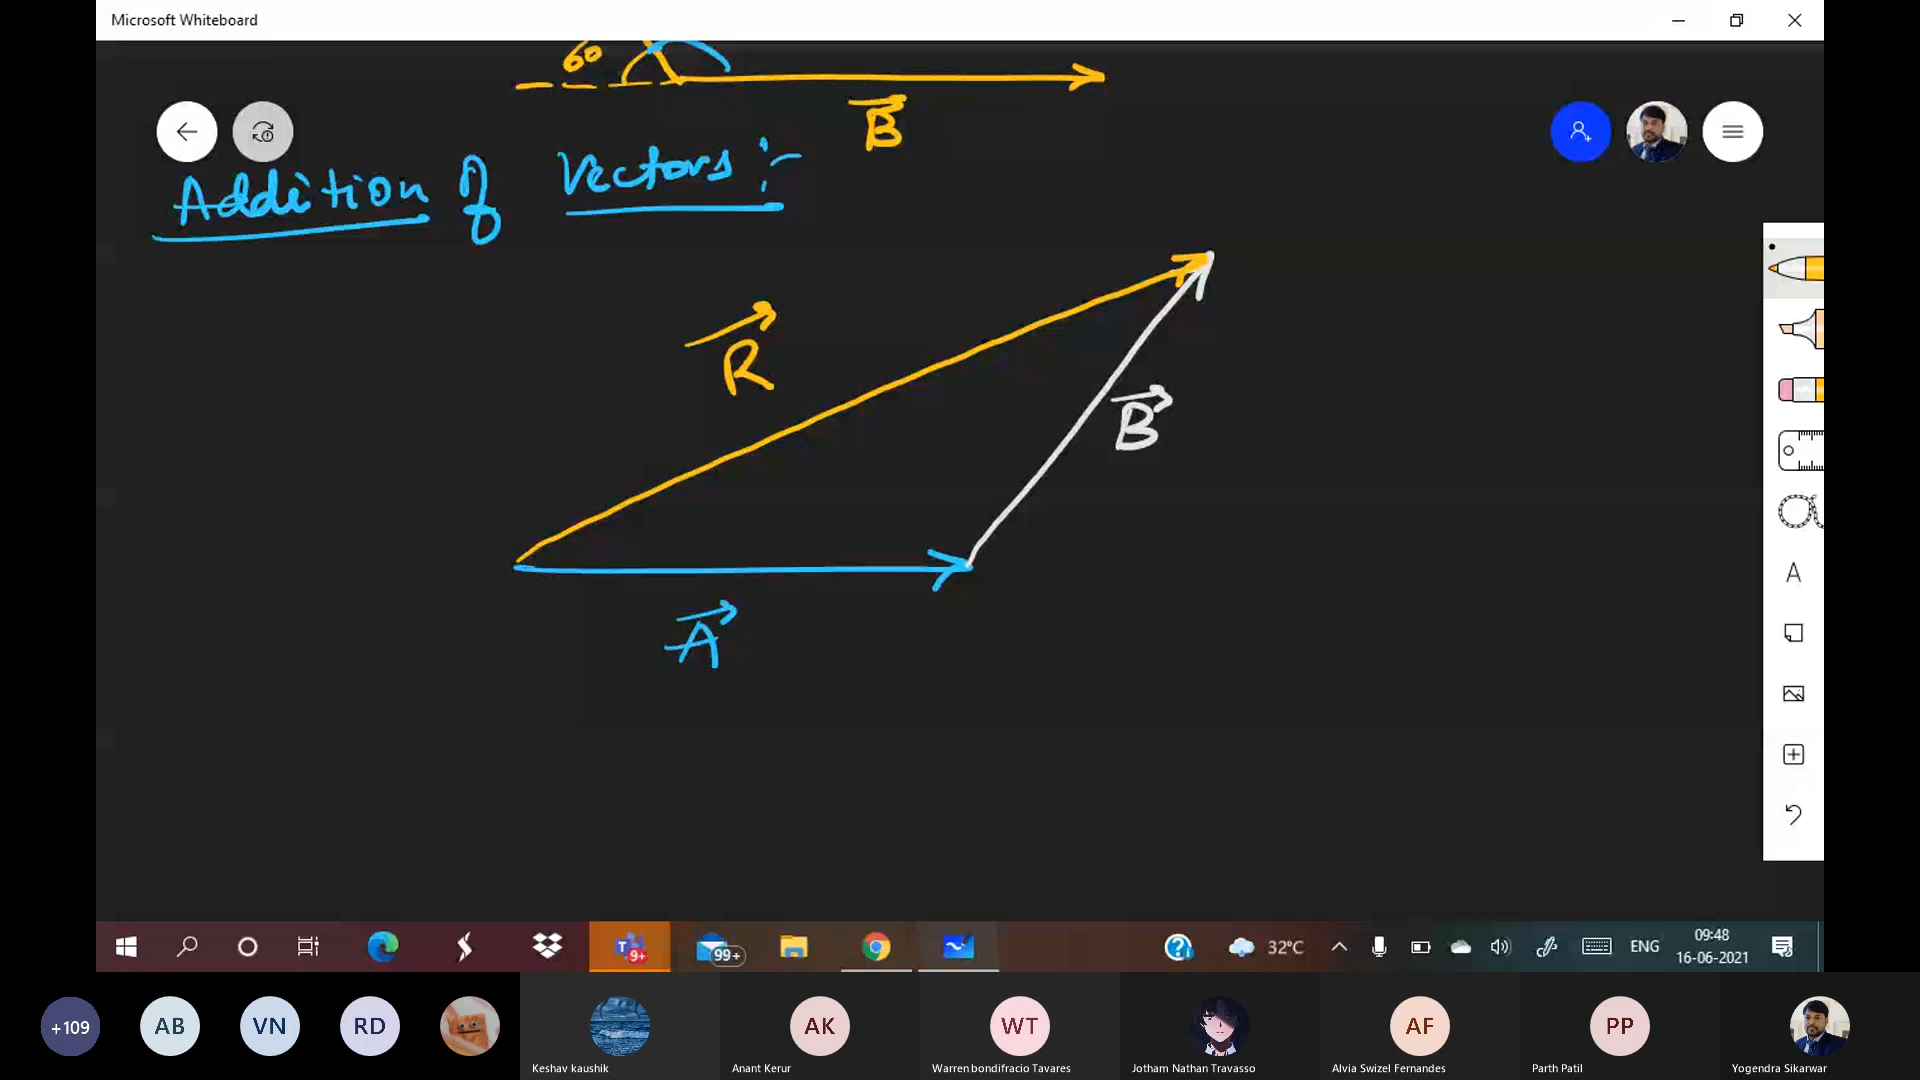 Microsoft Whiteboard
60
B
Addition of Vectors :-
R
B
A
A
T 9+
99+
32°C
ENG
09:48
16-06-2021
+109
AB
VN
RD
AK
WT
AF
PP
Keshav kaushik
Anant Kerur
Warren bondifracio Tavares
Jotham Nathan Travasso
Alvia Swizel Fernandes
Parth Patil
Yogendra Sikarwar